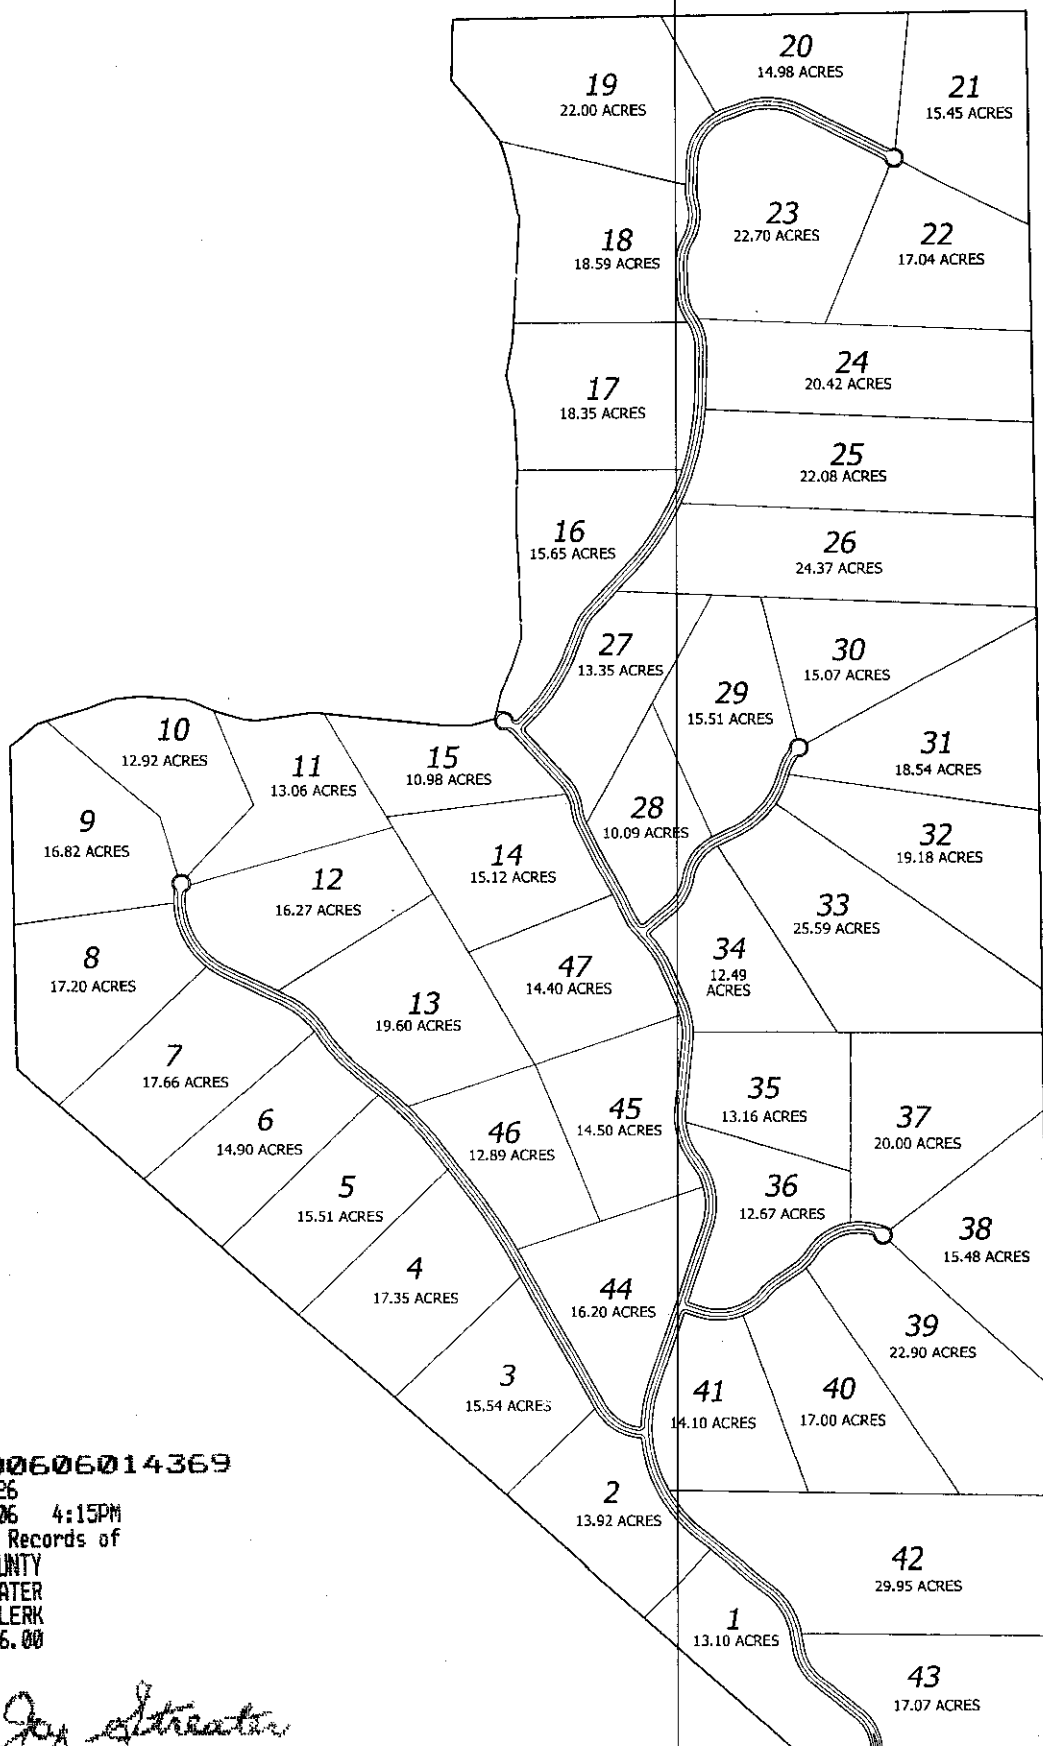 20
14.98 ACRES
19
22.00 ACRES
21
15.45 ACRES
23
22.70 ACRES
22
17.04 ACRES
18
18.59 ACRES
24
20.42 ACRES
17
18.35 ACRES
25
22.08 ACRES
16
15.65 ACRES
26
24.37 ACRES
27
13.35 ACRES
30
15.07 ACRES
29
15.51 ACRES
10
12.92 ACRES
11
13.06 ACRES
15
10.98 ACRES
31
18.54 ACRES
9
16.82 ACRES
28
10.09 ACRES
32
19.18 ACRES
14
15.12 ACRES
12
16.27 ACRES
33
25.59 ACRES
8
17.20 ACRES
47
14.40 ACRES
34
12.49
ACRES
13
19.60 ACRES
7
17.66 ACRES
35
13.16 ACRES
6
14.90 ACRES
46
12.89 ACRES
45
14.50 ACRES
37
20.00 ACRES
5
15.51 ACRES
36
12.67 ACRES
38
15.48 ACRES
4
17.35 ACRES
44
16.20 ACRES
39
22.90 ACRES
3
15.54 ACRES
41
14.10 ACRES
40
17.00 ACRES
2
13.92 ACRES
42
29.95 ACRES
1
13.10 ACRES
43
17.07 ACRES
00606014369
26
06 4:15PM
Records of
UNTY
ATER
LERK
6.00
Joy Streater